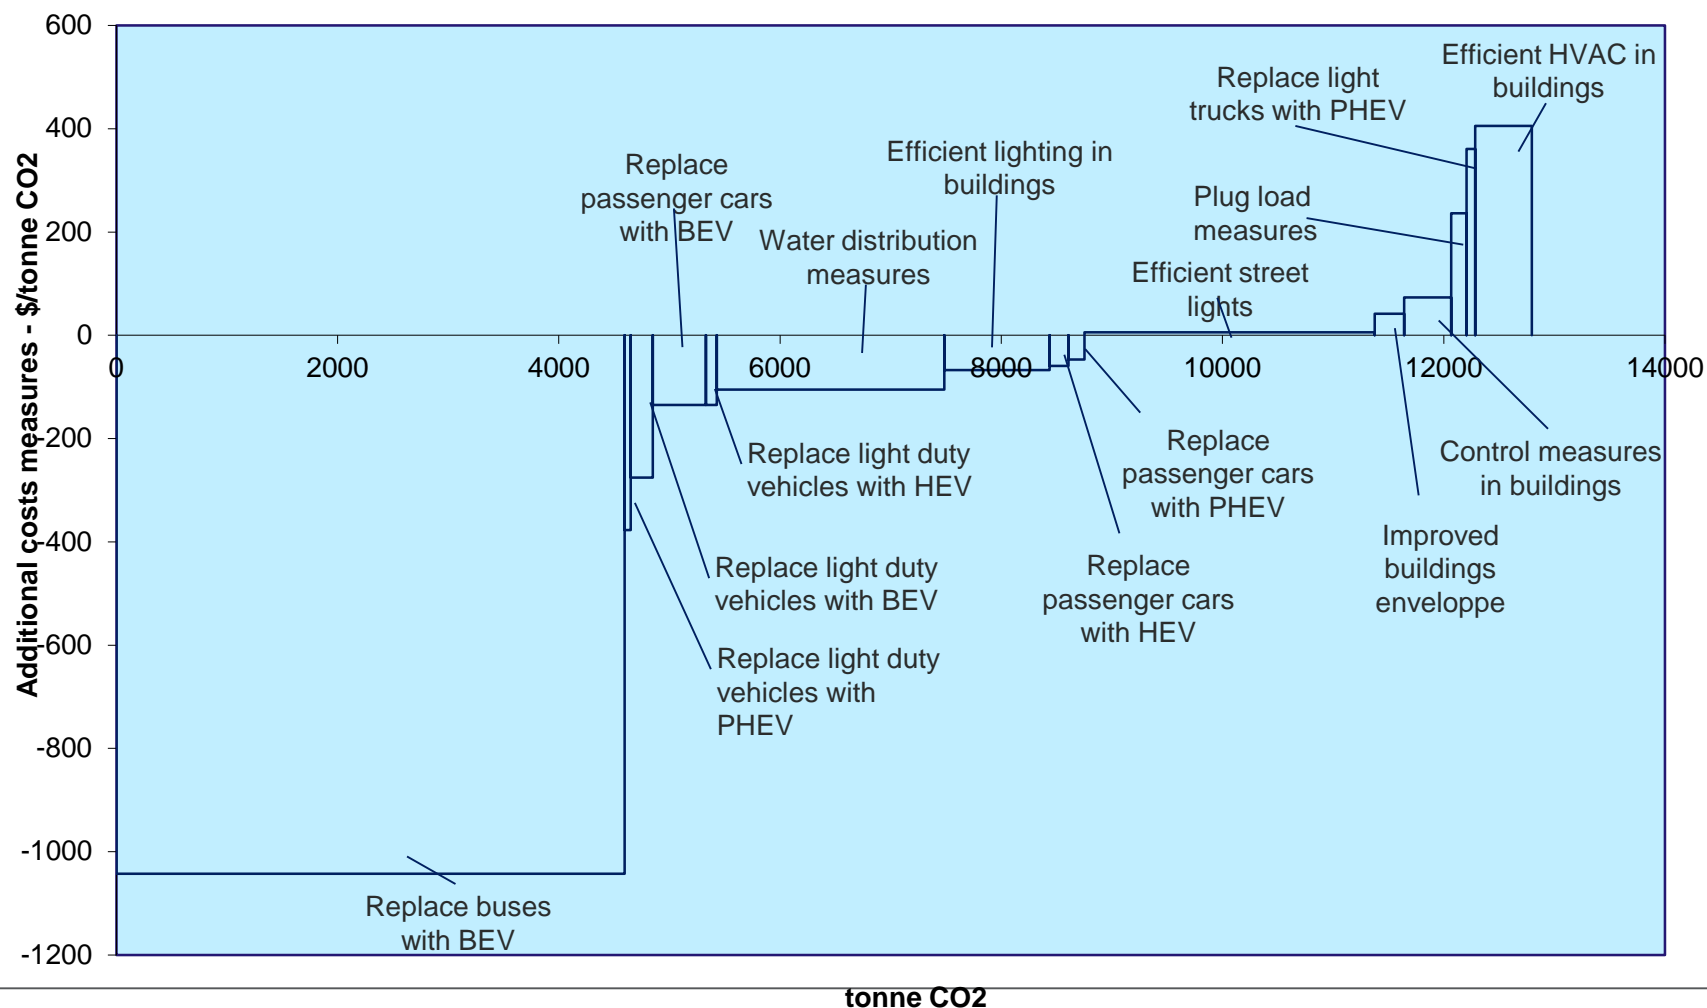 600
400
200
0
-200
-400
-600
-800
-1000
-1200
Additional costs measures - $/tonne CO2
0
2000
4000
6000
8000
10000
12000
14000
tonne CO2
Replace
passenger cars
with BEV
Water distribution
measures
Efficient lighting in
buildings
Efficient street
lights
Plug load
measures
Replace light
trucks with PHEV
Efficient HVAC in
buildings
Replace light duty
vehicles with HEV
Replace light duty
vehicles with BEV
Replace light duty
vehicles with
PHEV
Replace
passenger cars
with PHEV
Replace
passenger cars
with HEV
Control measures
in buildings
Improved
buildings
enveloppe
Replace buses
with BEV